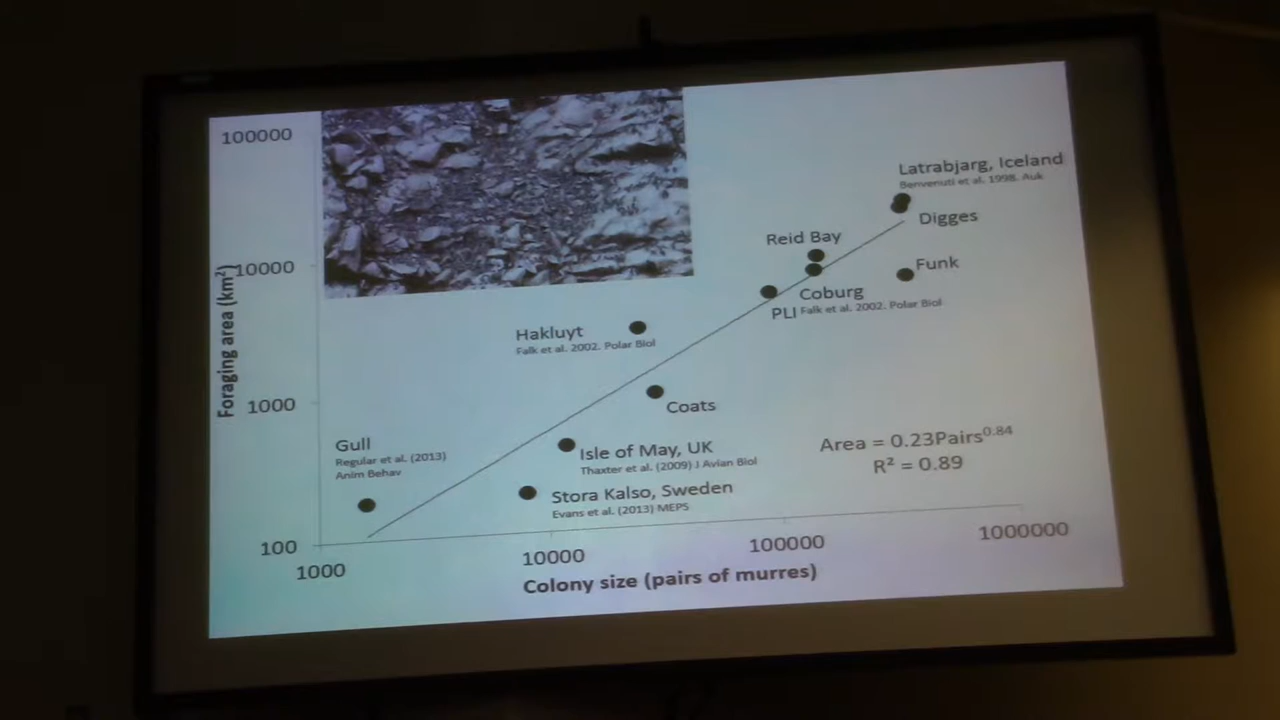 100000
10000
1000
100
Foraging area (km²)
Latrabjarg, Iceland
Benvenuti et al. 1998. Auk
Digges
Reid Bay
Funk
Coburg
PLI Falk et al. 2002. Polar Biol
Hakluyt
Falk et al. 2002. Polar Biol
Coats
Gull
Regular et al. (2013)
Anim Behav
Isle of May, UK
Thaxter et al. (2009) J Avian Biol
Area = 0.23Pairs^0.84
R² = 0.89
Stora Kalso, Sweden
Evans et al. (2013) MEPS
1000
10000
100000
1000000
Colony size (pairs of murres)